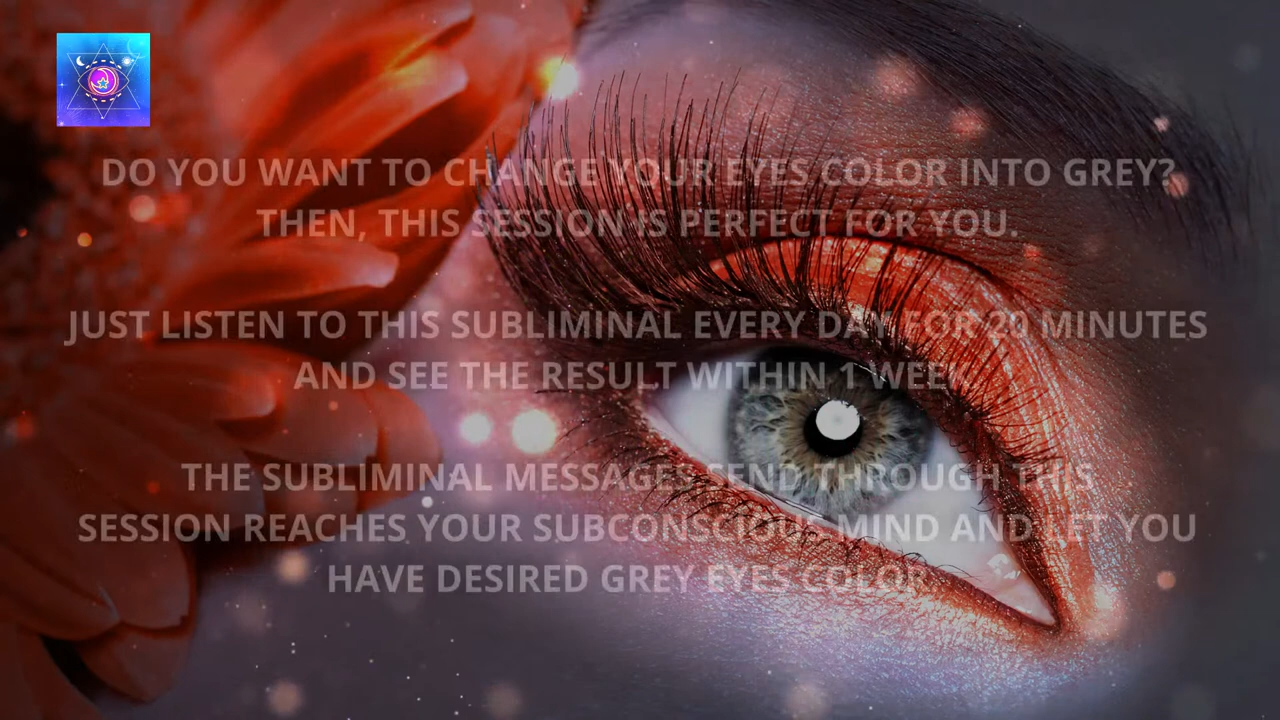 DO YOU WANT TO CHANGE YOUR EYES COLOR INTO GREY?
THEN, THIS SESSION IS PERFECT FOR YOU.
JUST LISTEN TO THIS SUBLIMINAL EVERY DAY FOR 20 MINUTES
AND SEE THE RESULT WITHIN 1 WEEK.
THE SUBLIMINAL MESSAGES SEND THROUGH THIS
SESSION REACHES YOUR SUBCONSCIOUS MIND AND LET YOU
HAVE DESIRED GREY EYES COLOR.